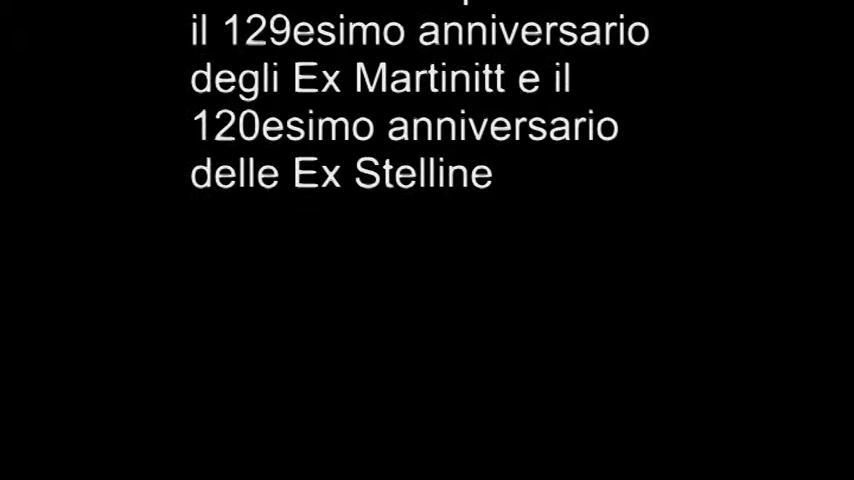 il 129esimo anniversario
degli Ex Martinitt e il
120esimo anniversario
delle Ex Stelline